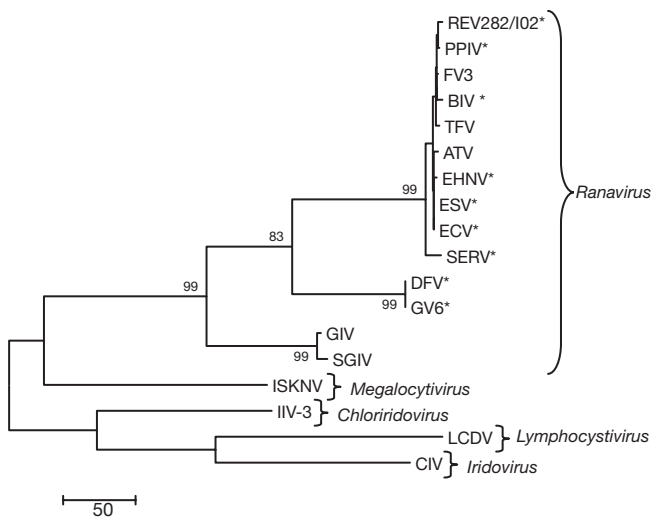 REV282/I02*
PPIV*
FV3
BIV *
TFV
ATV
99
EHNV*
Ranavirus
ESV*
ECV*
83
SERV*
99
DFV*
99
GV6*
GIV
99
SGIV
ISKNV
Megalocytivirus
IIV-3
Chloriridovirus
LCDV
Lymphocystivirus
CIV
Iridovirus
50